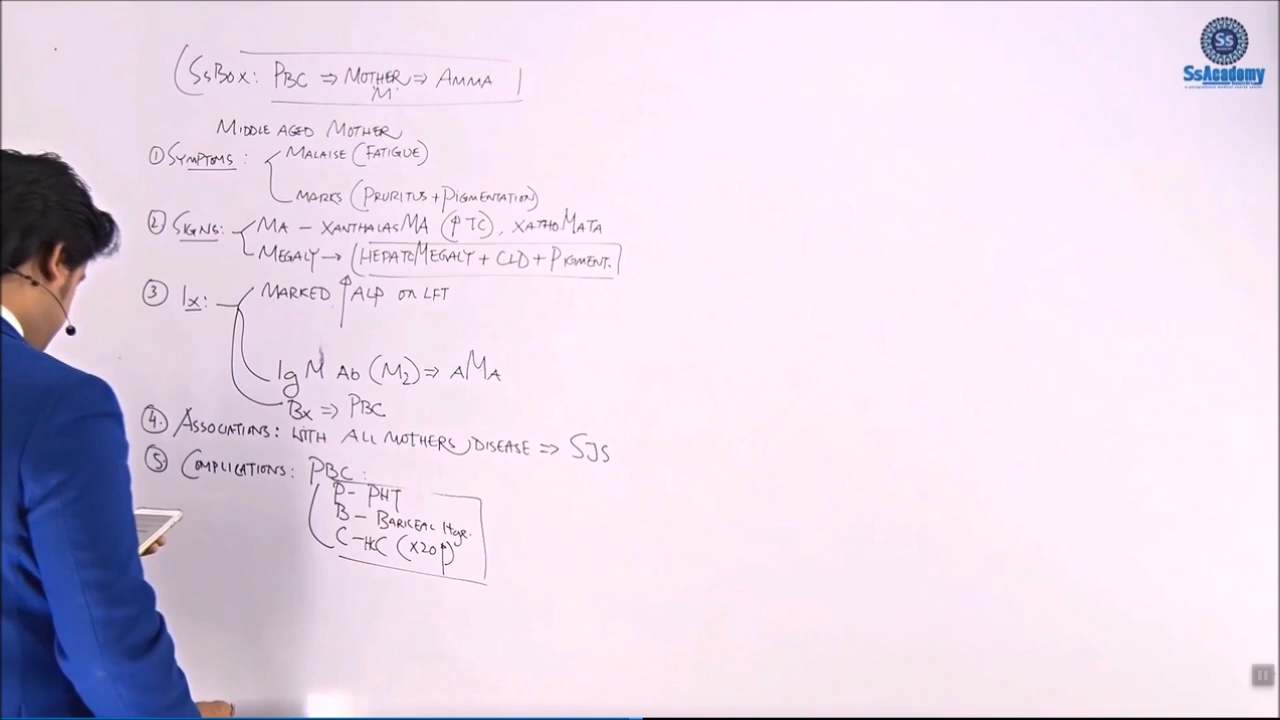 SsBox: PBC ⇒ MOTHER ⇒ AMMA
M
MIDDLE AGED MOTHER
① SYMPTOMS: MALAISE (FATIGUE)
MARKS (PRURITUS + PIGMENTATION)
② SIGNS: MA – XANTHALASMA (↑ TC), XATHOMATA
MEGALY → HEPATOMEGALY + CLD + PIGMENT.
③ Ix: MARKED ↑ ALP ON LFT
IgM Ab (M2) ⇒ AMA
Bx ⇒ PBC
④. ASSOCIATIONS: WITH ALL MOTHERS DISEASE ⇒ SJS
⑤ COMPLICATIONS: PBC:
P – PHT
B – BARICEAL Hgr.
C – HCC (X20↑)
Ss
SsAcademy